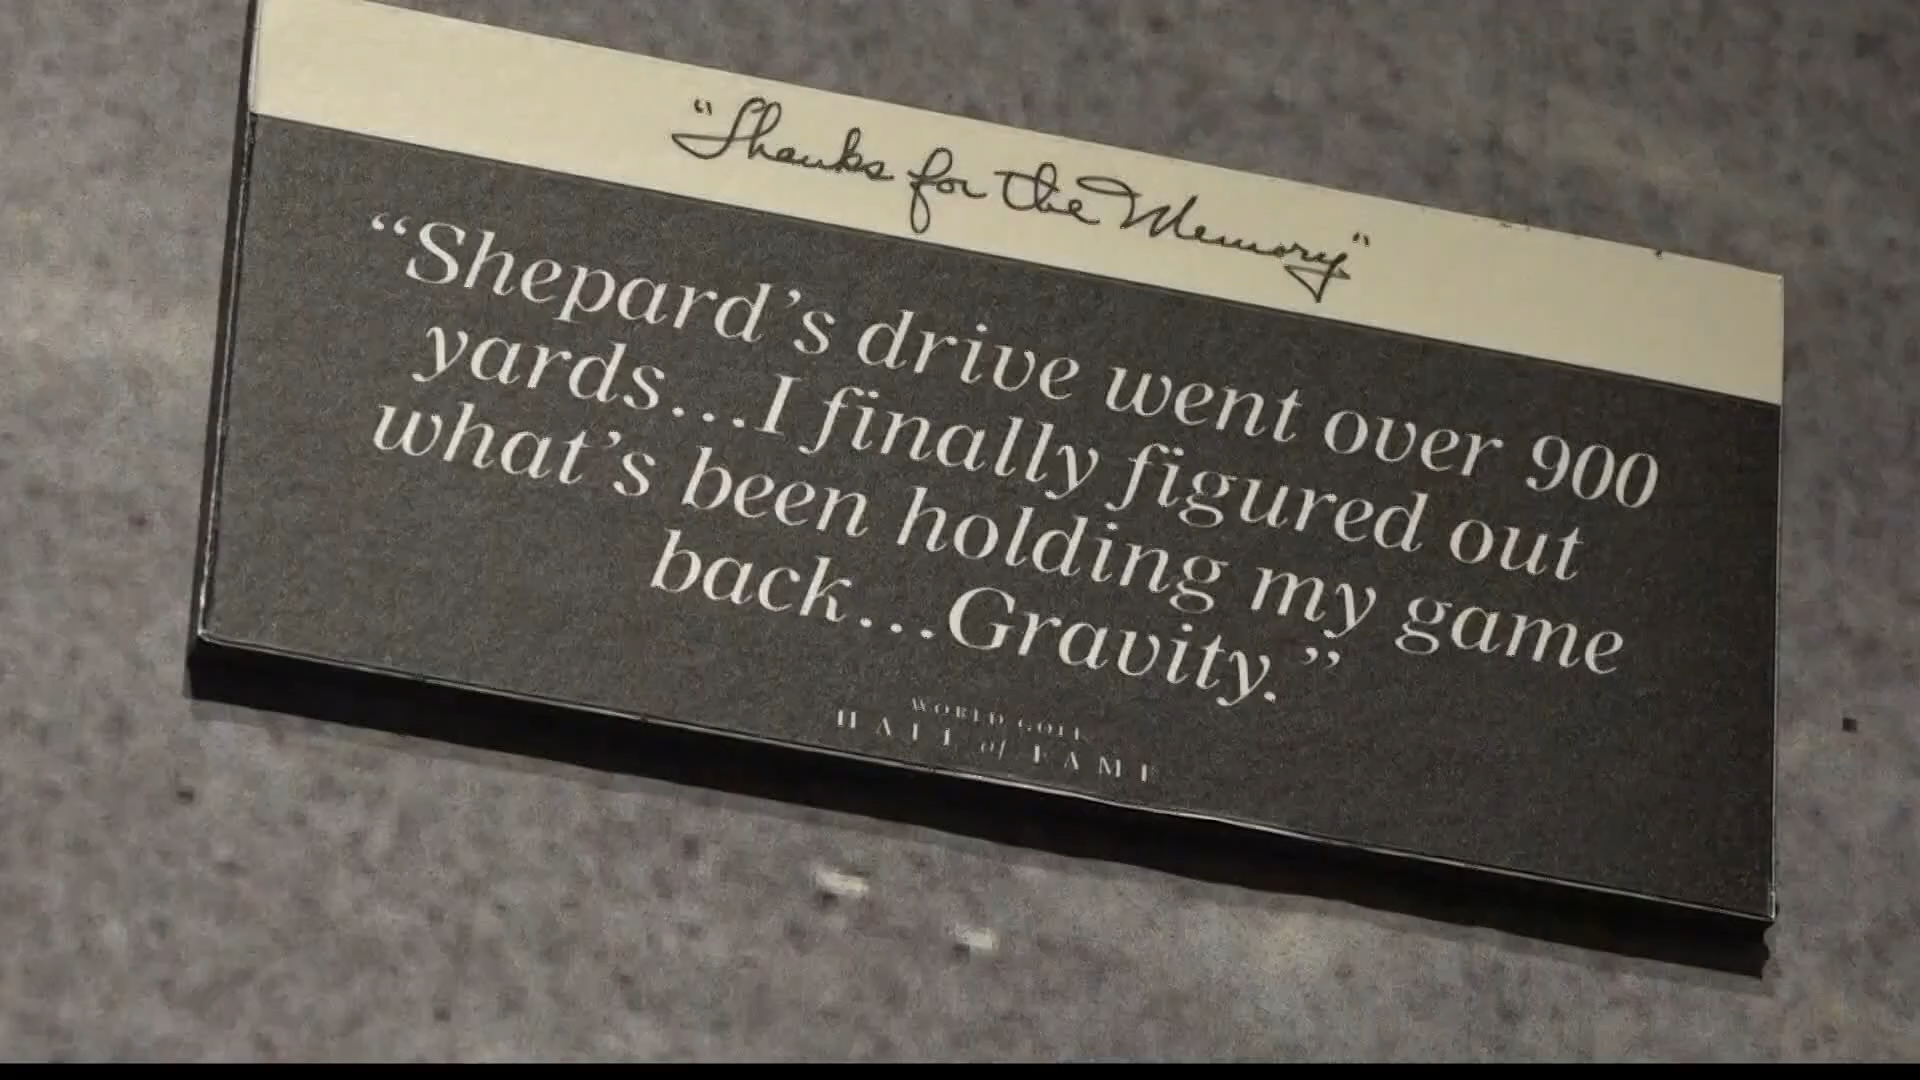 "Thanks for the Memory"
“Shepard’s drive went over 900
yards...I finally figured out
what’s been holding my game
back...Gravity.”
WORLD GOLF
HALL of FAME